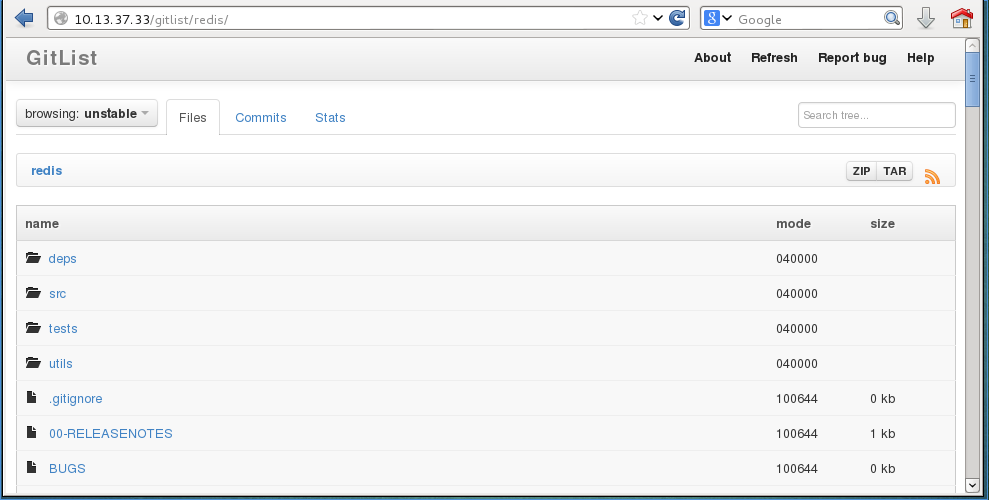 10.13.37.33/gitlist/redis/
8 Google
GitList
About Refresh Report bug Help
browsing: unstable Files Commits Stats Search tree...
redis ZIP TAR
name mode size
deps 040000
src 040000
tests 040000
utils 040000
.gitignore 100644 0 kb
00-RELEASENOTES 100644 1 kb
BUGS 100644 0 kb